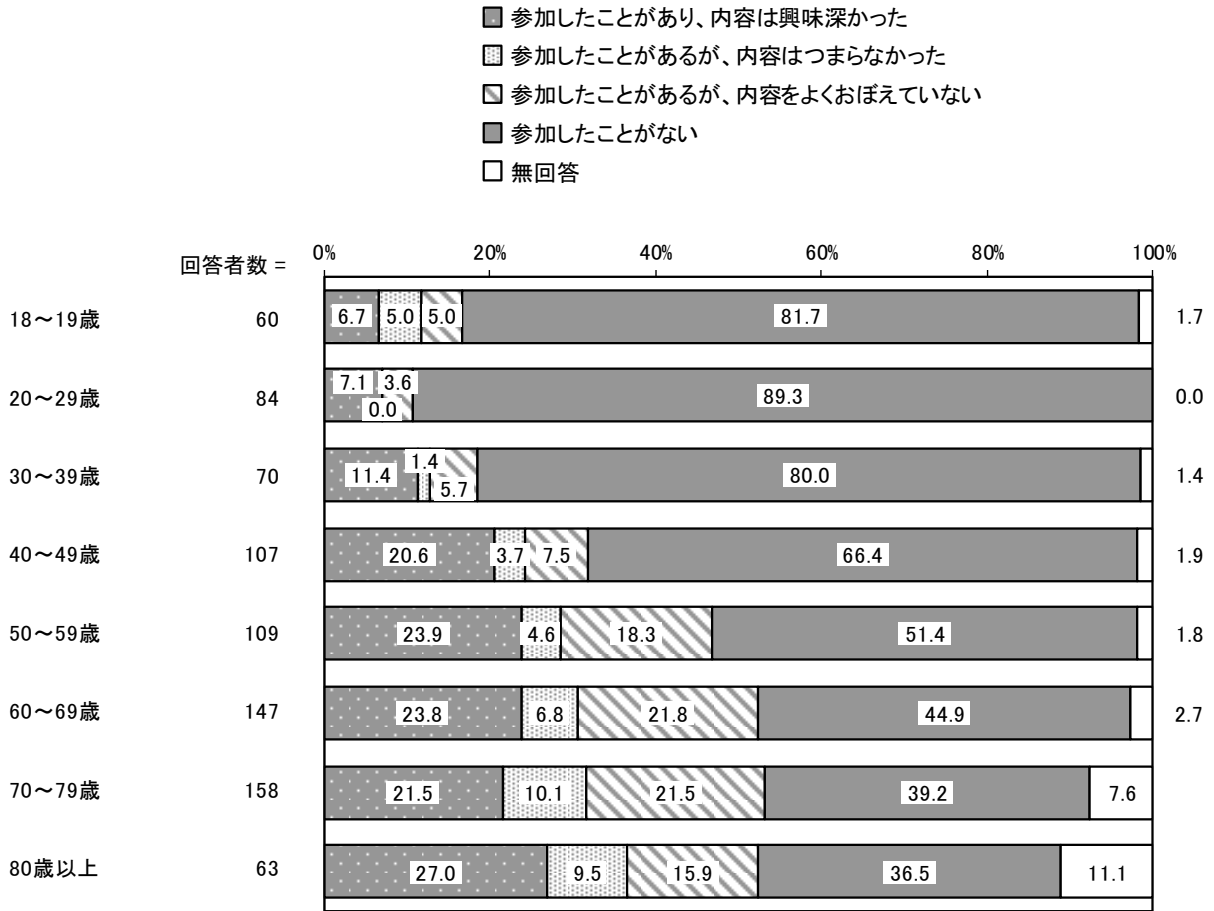 参加したことがあり、内容は興味深かった
参加したことがあるが、内容はつまらなかった
参加したことがあるが、内容をよくおぼえていない
参加したことがない
無回答
回答者数 = 0% 20% 40% 60% 80% 100%
18～19歳 60 6.7 5.0 5.0 81.7 1.7
20～29歳 84 7.1 0.0 3.6 89.3 0.0
30～39歳 70 11.4 1.4 5.7 80.0 1.4
40～49歳 107 20.6 3.7 7.5 66.4 1.9
50～59歳 109 23.9 4.6 18.3 51.4 1.8
60～69歳 147 23.8 6.8 21.8 44.9 2.7
70～79歳 158 21.5 10.1 21.5 39.2 7.6
80歳以上 63 27.0 9.5 15.9 36.5 11.1